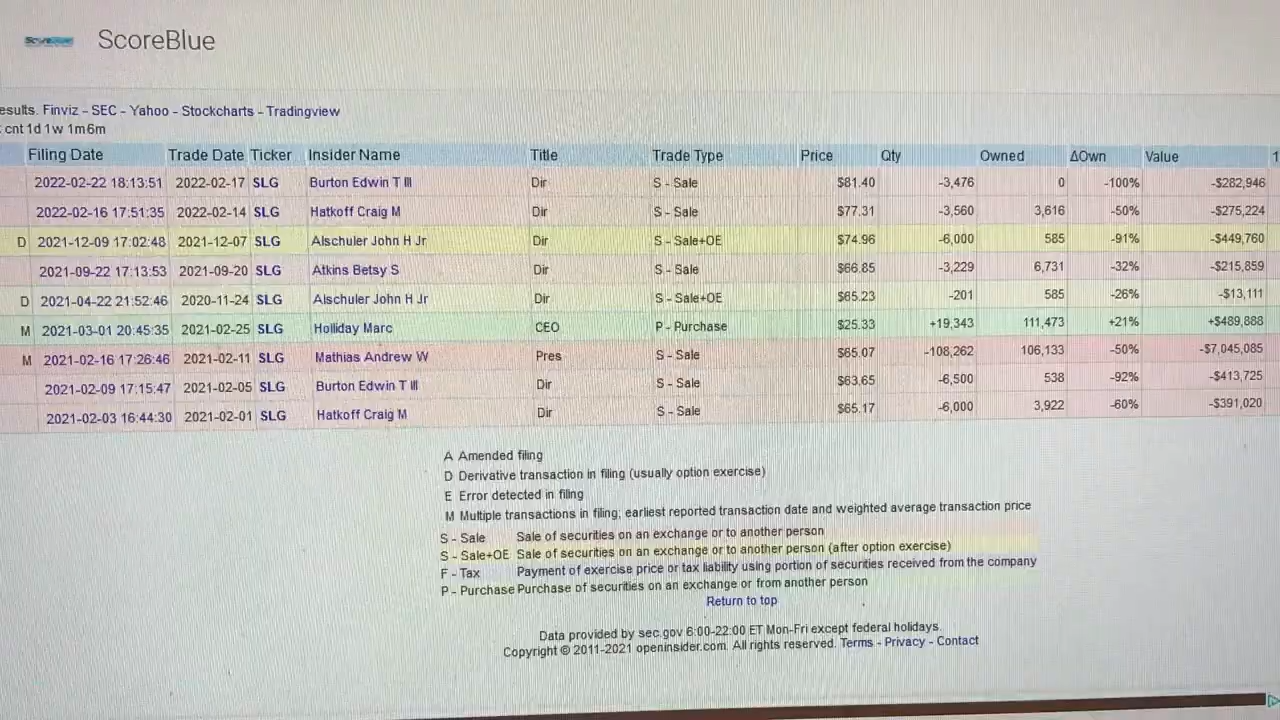 ScoreBlue
ScoreBlue
esults. Finviz - SEC - Yahoo - Stockcharts - Tradingview
cnt 1d 1w 1m6m
Filing Date Trade Date Ticker Insider Name Title Trade Type Price Qty Owned ΔOwn Value 1
2022-02-22 18:13:51 2022-02-17 SLG Burton Edwin T III Dir S - Sale $81.40 -3,476 0 -100% -$282,946
2022-02-16 17:51:35 2022-02-14 SLG Hatkoff Craig M Dir S - Sale $77.31 -3,560 3,616 -50% -$275,224
D 2021-12-09 17:02:48 2021-12-07 SLG Alschuler John H Jr Dir S - Sale+OE $74.96 -6,000 585 -91% -$449,760
2021-09-22 17:13:53 2021-09-20 SLG Atkins Betsy S Dir S - Sale $66.85 -3,229 6,731 -32% -$215,859
D 2021-04-22 21:52:46 2020-11-24 SLG Alschuler John H Jr Dir S - Sale+OE $65.23 -201 585 -26% -$13,111
M 2021-03-01 20:45:35 2021-02-25 SLG Holliday Marc CEO P - Purchase $25.33 +19,343 111,473 +21% +$489,888
M 2021-02-16 17:26:46 2021-02-11 SLG Mathias Andrew W Pres S - Sale $65.07 -108,262 106,133 -50% -$7,045,085
2021-02-09 17:15:47 2021-02-05 SLG Burton Edwin T III Dir S - Sale $63.65 -6,500 538 -92% -$413,725
2021-02-03 16:44:30 2021-02-01 SLG Hatkoff Craig M Dir S - Sale $65.17 -6,000 3,922 -60% -$391,020
A Amended filing
D Derivative transaction in filing (usually option exercise)
E Error detected in filing
M Multiple transactions in filing; earliest reported transaction date and weighted average transaction price
S - Sale Sale of securities on an exchange or to another person
S - Sale+OE Sale of securities on an exchange or to another person (after option exercise)
F - Tax Payment of exercise price or tax liability using portion of securities received from the company
P - Purchase Purchase of securities on an exchange or from another person
Return to top
Data provided by sec.gov 6:00-22:00 ET Mon-Fri except federal holidays.
Copyright © 2011-2021 openinsider.com. All rights reserved. Terms - Privacy - Contact